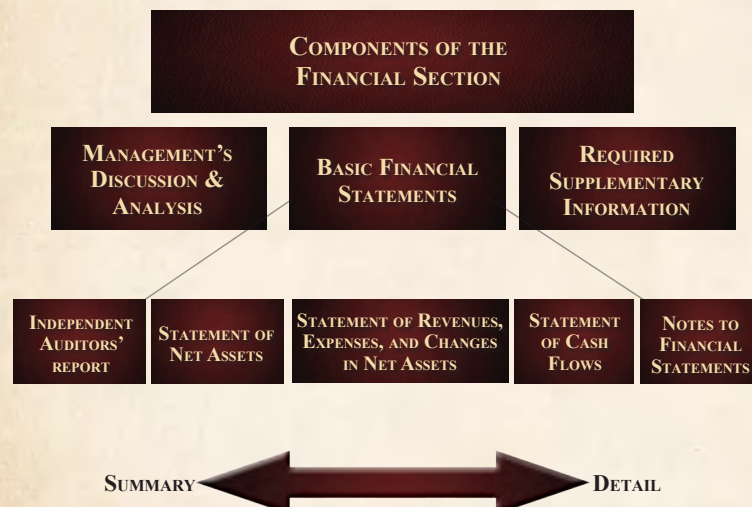 Components of the
Financial Section
Management's
Discussion &
Analysis
Basic Financial
Statements
Required
Supplementary
Information
Independent
Auditors'
report
Statement of
Net Assets
Statement of Revenues,
Expenses, and Changes
in Net Assets
Statement
of Cash
Flows
Notes to
Financial
Statements
Summary
Detail